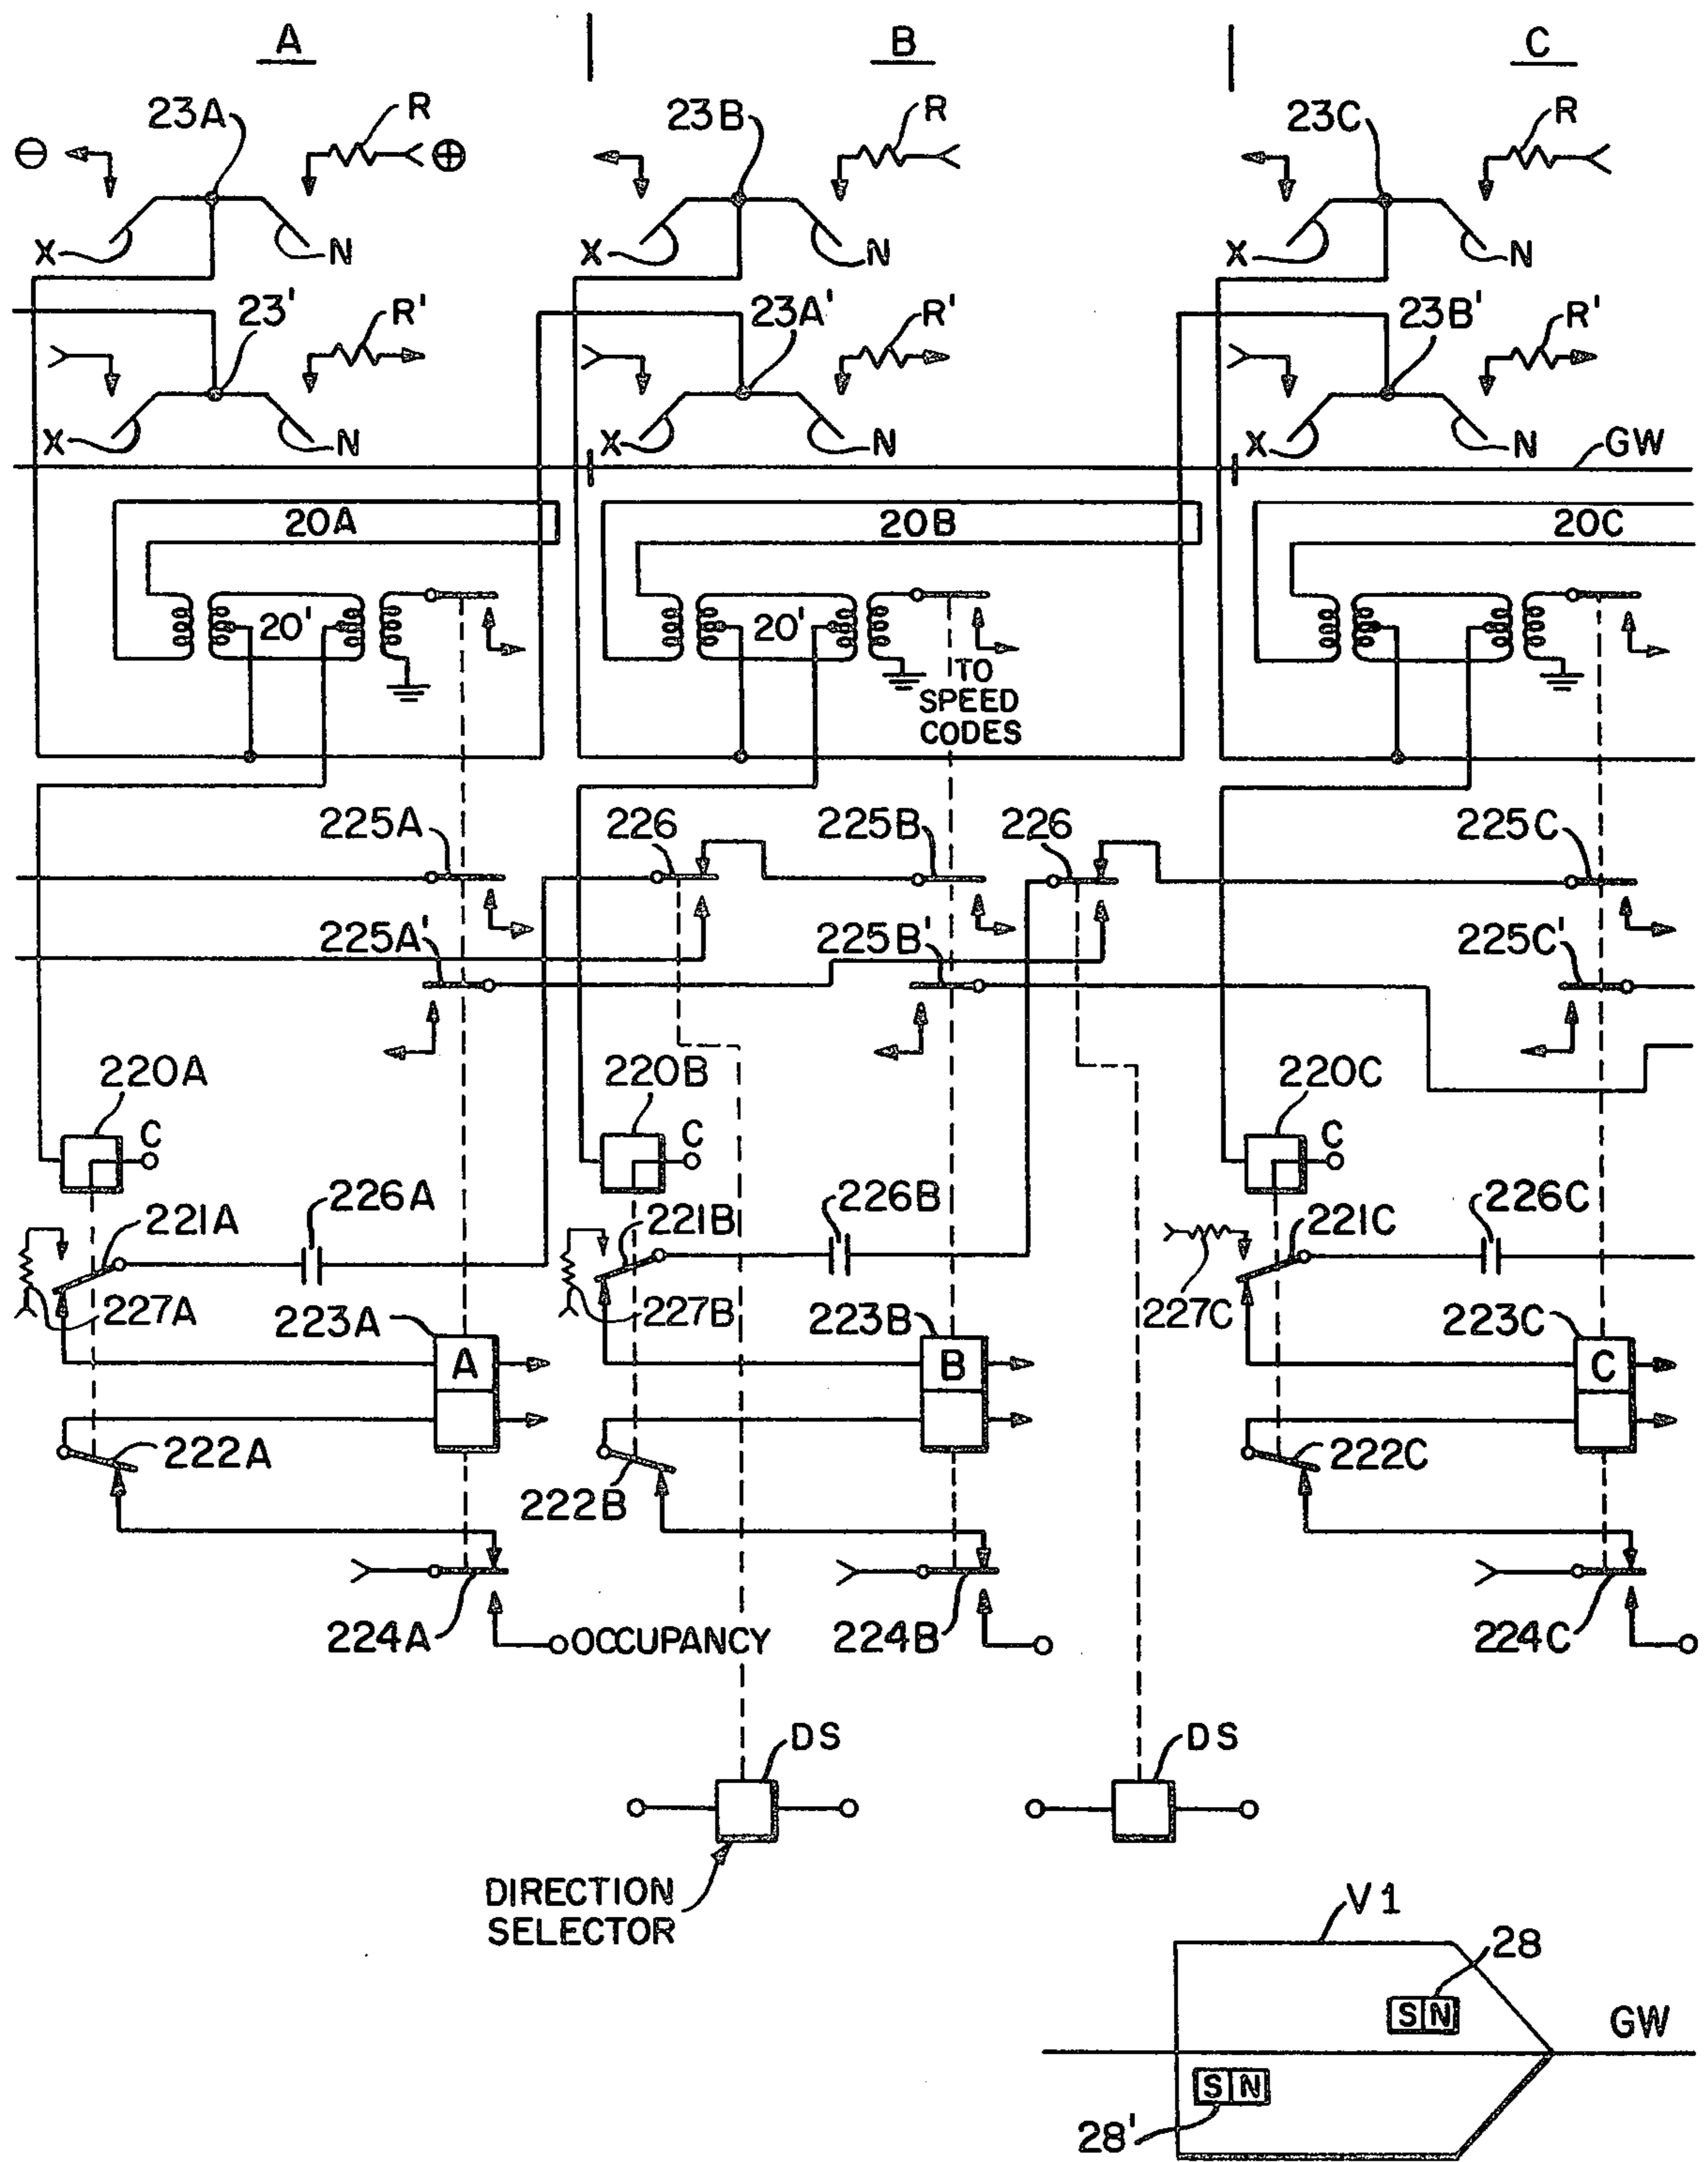 A B C
23A R 23B R 23C R
⊖ ⊕
X N X N X N
23' R' 23A' R' 23B' R'
X N X N X N
GW
20A 20B 20C
20' 20'
TO
SPEED
CODES
225A 226 225B 226 225C
225A' 225B' 225C'
220A 220B 220C
C C C
226A 226B 226C
221A 221B 221C
227A 227B 227C
223A 223B 223C
A B C
222A 222C
222B
224A OCCUPANCY 224B 224C
DS DS
DIRECTION
SELECTOR
V1
28
S N
GW
S N
28'